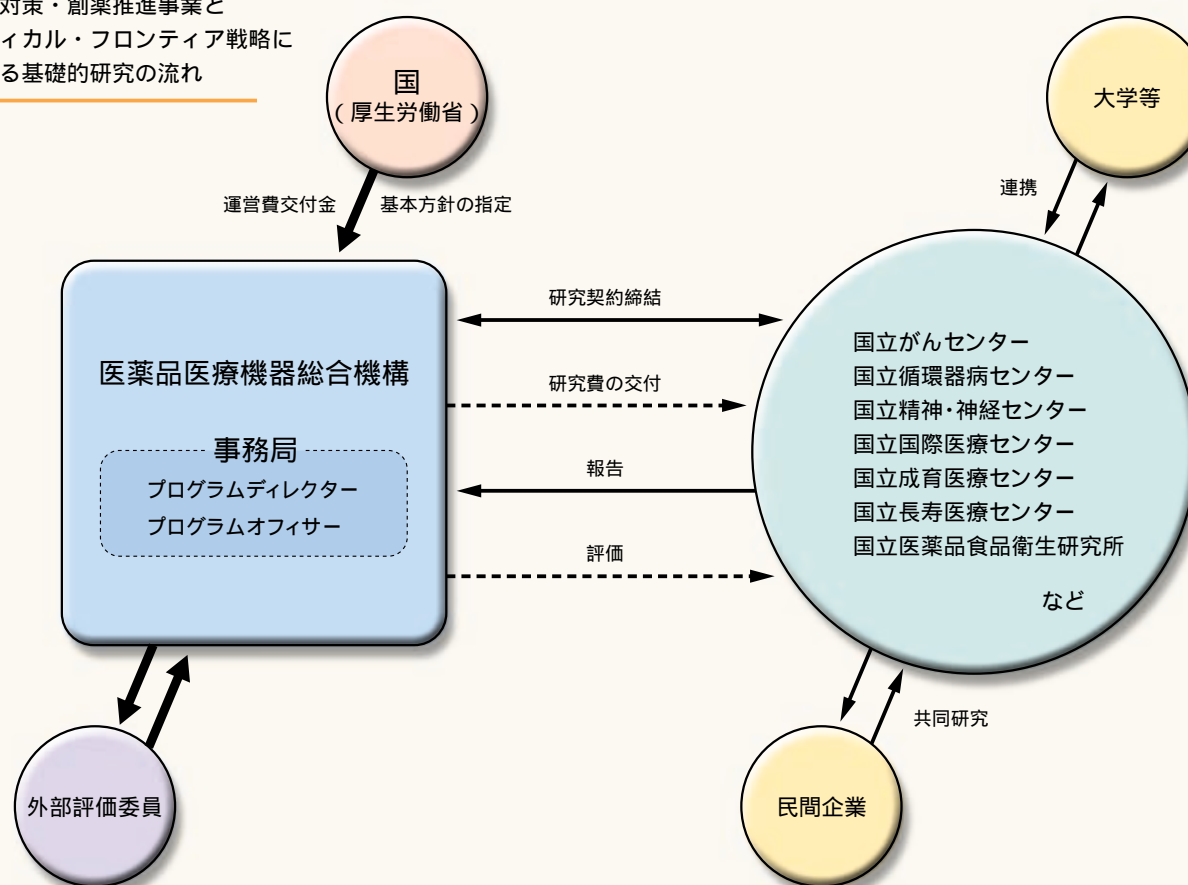 対策・創薬推進事業と
ィカル・フロンティア戦略に
る基礎的研究の流れ
国
(厚生労働省)
大学等
運営費交付金
基本方針の指定
連携
医薬品医療機器総合機構
事務局
プログラムディレクター
プログラムオフィサー
研究契約締結
研究費の交付
報告
評価
国立がんセンター
国立循環器病センター
国立精神・神経センター
国立国際医療センター
国立成育医療センター
国立長寿医療センター
国立医薬品食品衛生研究所
など
共同研究
外部評価委員
民間企業